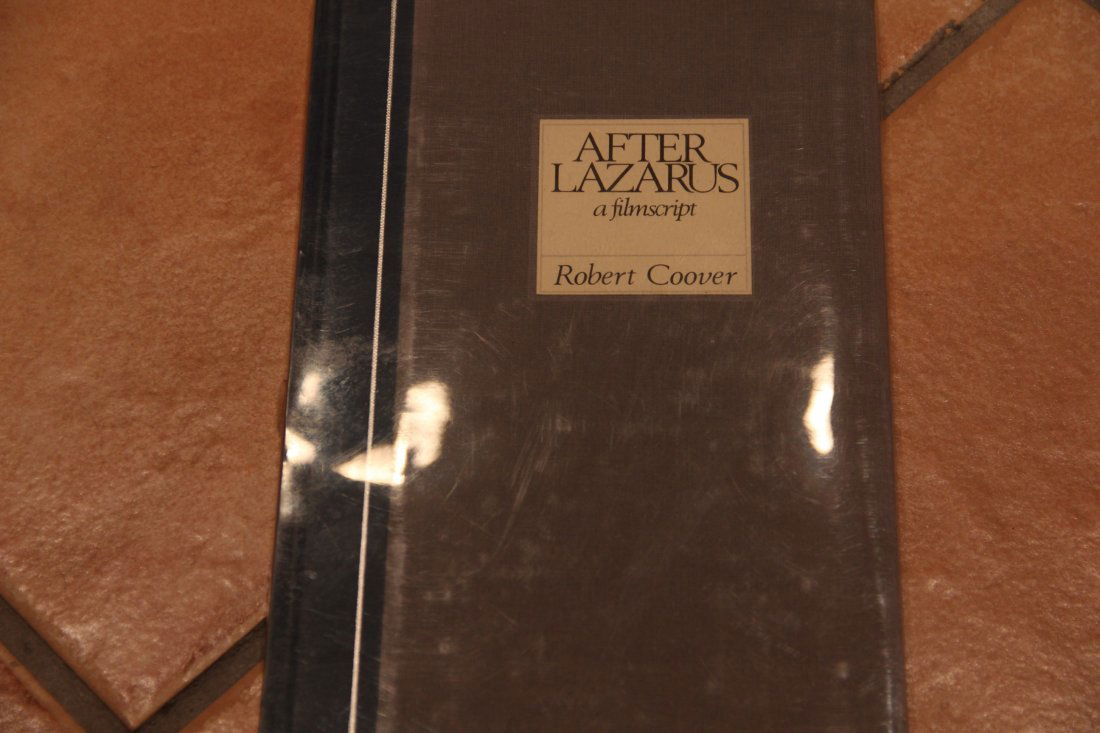 AFTER
LAZARUS
a filmscript
Robert Coover